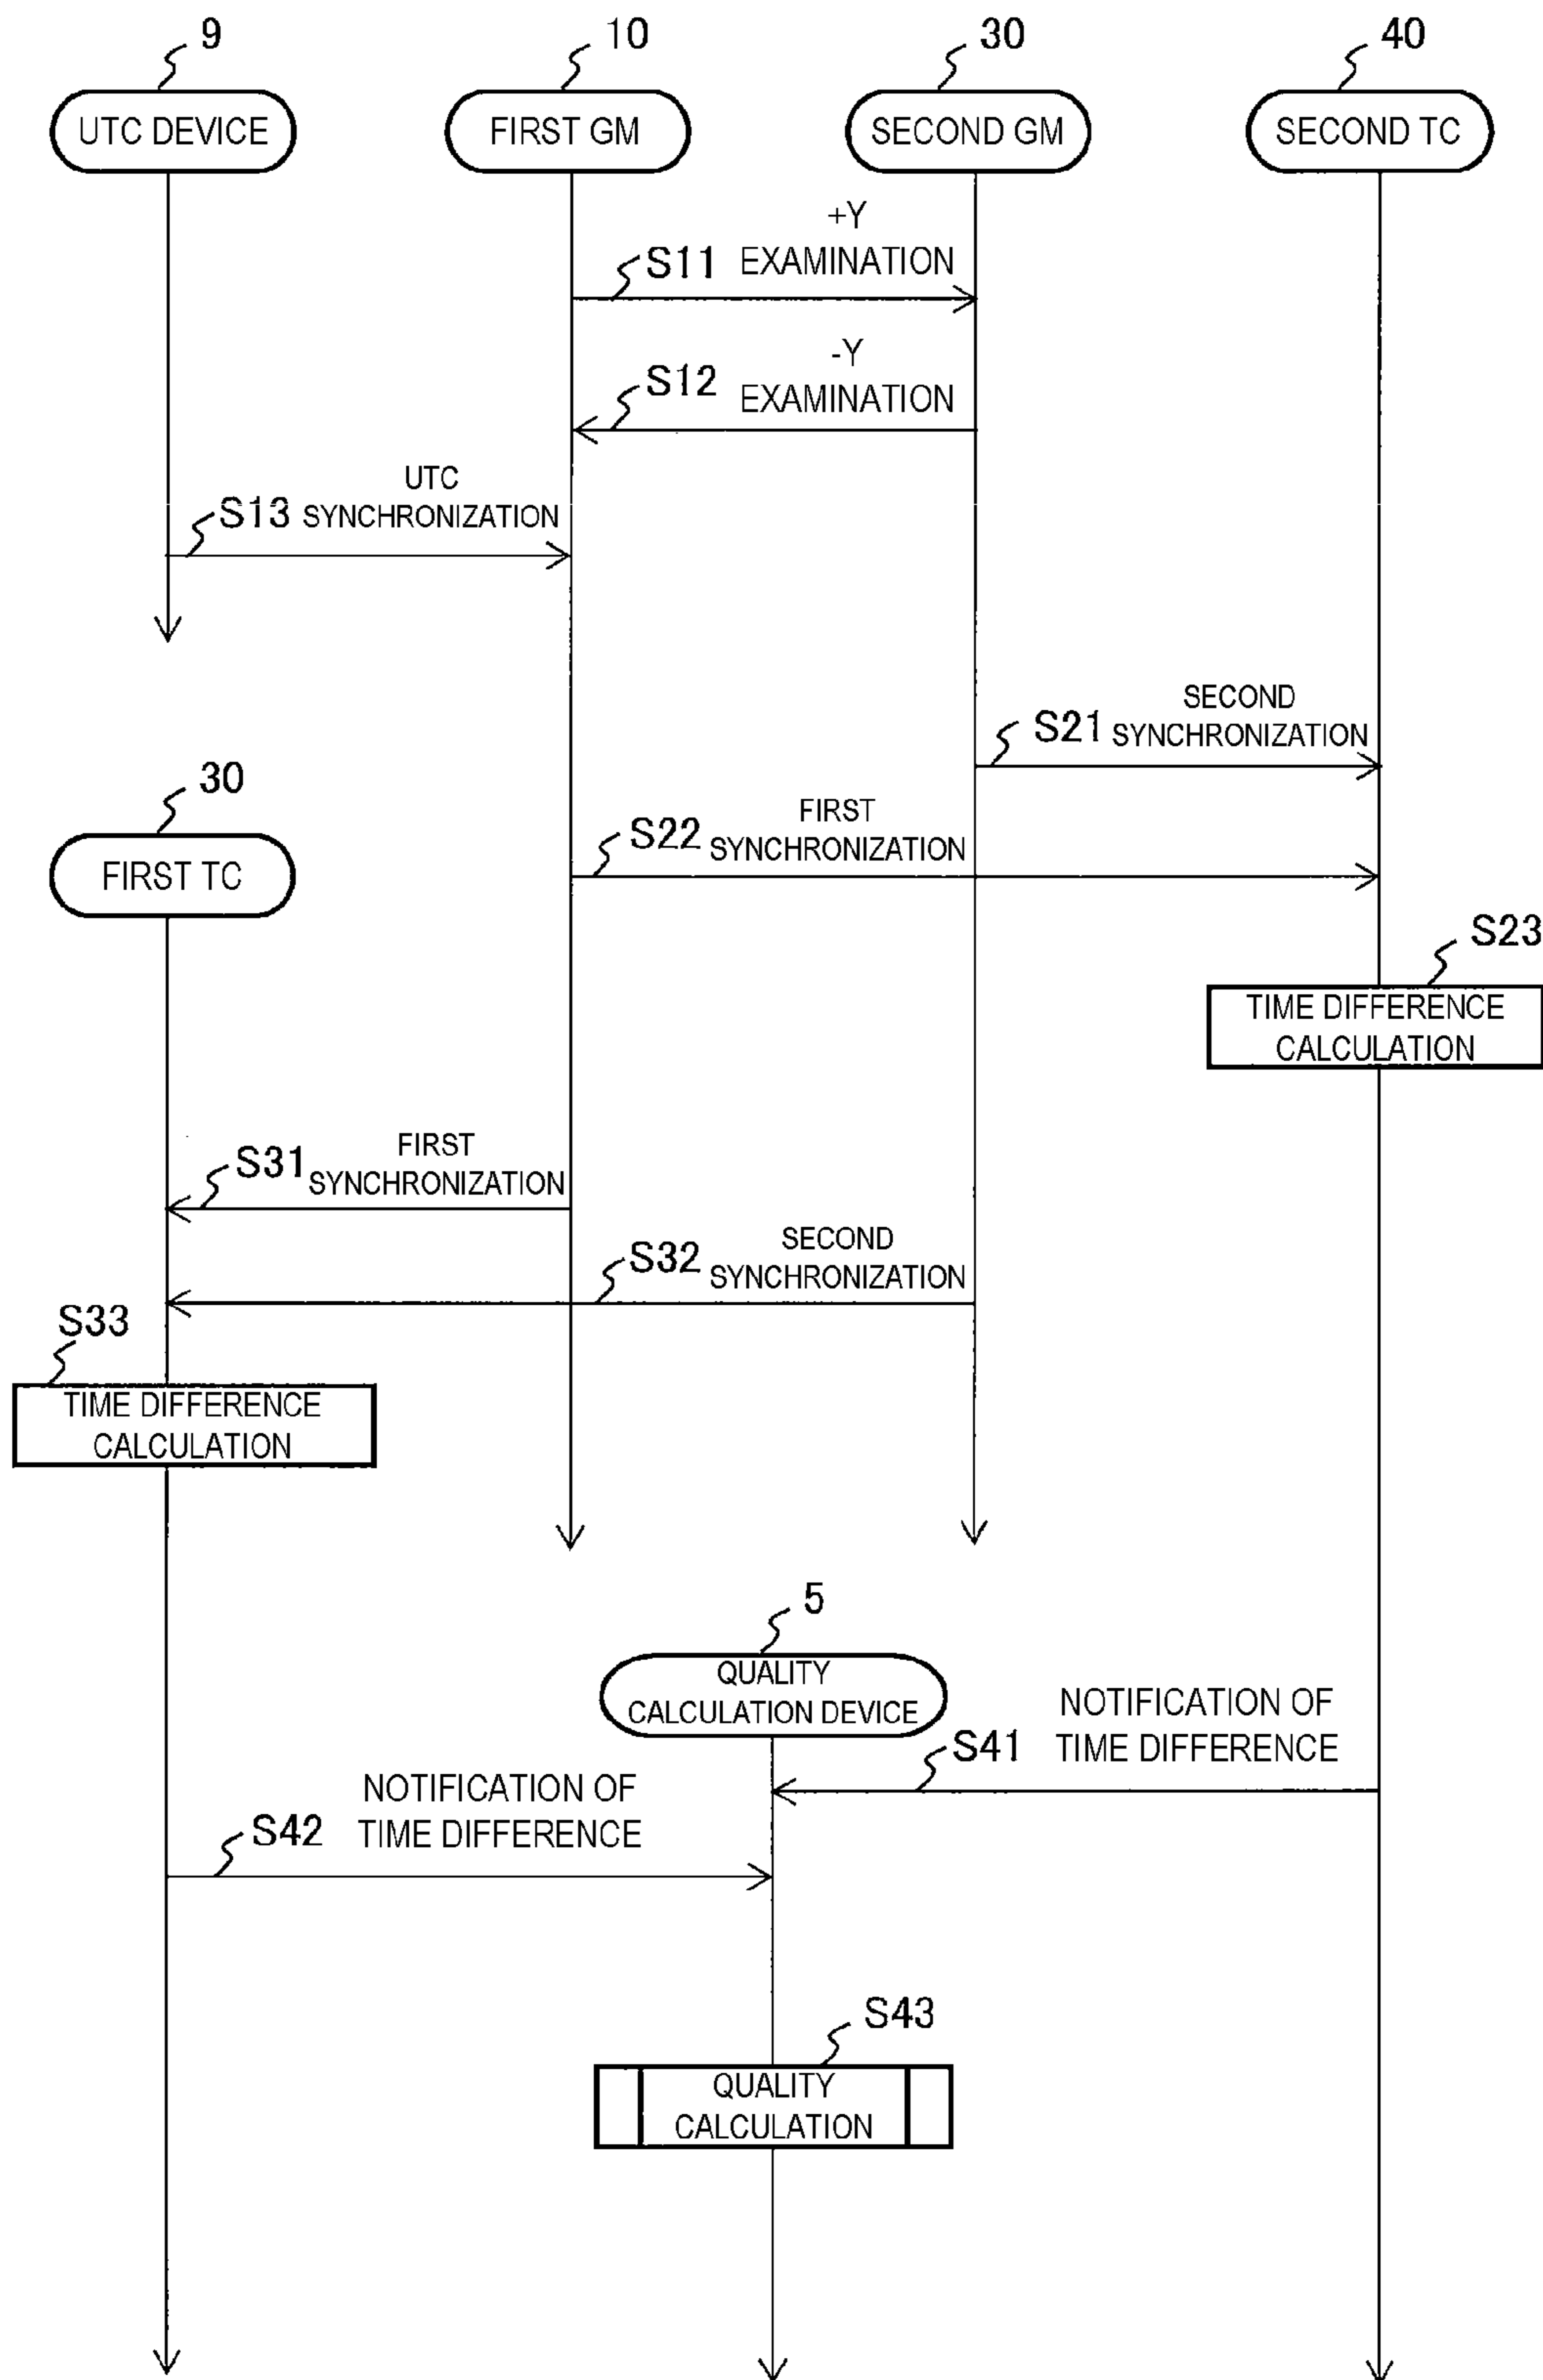 9
10
30
40
UTC DEVICE
FIRST GM
SECOND GM
SECOND TC
+Y
S11 EXAMINATION
-Y
S12 EXAMINATION
UTC
S13 SYNCHRONIZATION
SECOND
S21 SYNCHRONIZATION
30
FIRST TC
FIRST
S22 SYNCHRONIZATION
S23
TIME DIFFERENCE
CALCULATION
FIRST
S31 SYNCHRONIZATION
SECOND
S32 SYNCHRONIZATION
S33
TIME DIFFERENCE
CALCULATION
5
QUALITY
CALCULATION DEVICE
NOTIFICATION OF
S41 TIME DIFFERENCE
NOTIFICATION OF
S42 TIME DIFFERENCE
S43
QUALITY
CALCULATION